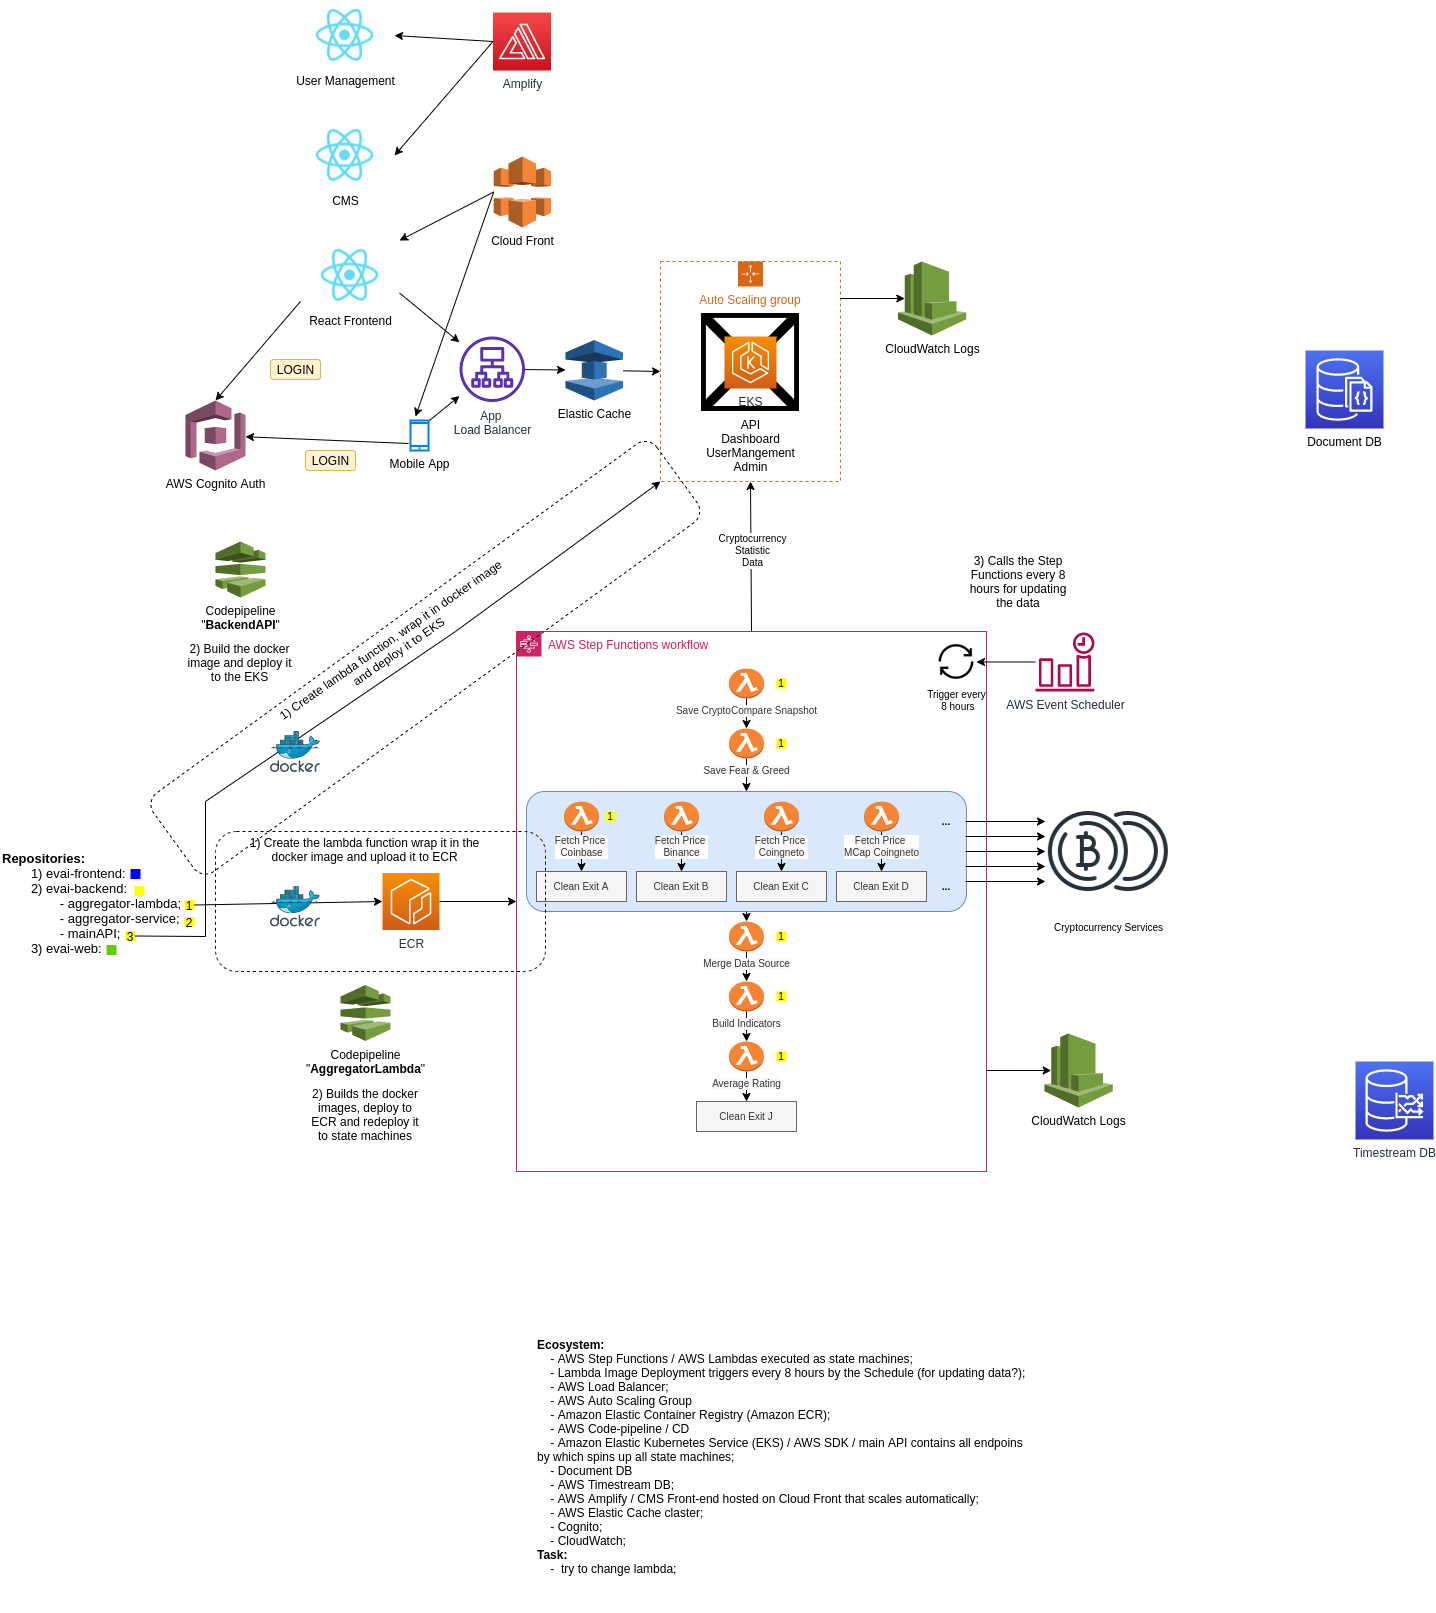 User Management
Amplify
CMS
Cloud Front
React Frontend
Auto Scaling group
CloudWatch Logs
LOGIN
EKS
App
Load Balancer
Elastic Cache
API
Dashboard
UserMangement
Admin
Document DB
LOGIN
Mobile App
AWS Cognito Auth
Cryptocurrency
Statistic
Data
3) Calls the Step
Functions every 8
hours for updating
the data
Codepipeline
"BackendAPI"
2) Build the docker
image and deploy it
to the EKS
1) Create lambda function, wrap it in docker image
and deploy it to EKS
docker
AWS Step Functions workflow
Trigger every
8 hours
AWS Event Scheduler
1
Save CryptoCompare Snapshot
1
Save Fear & Greed
1
...
Fetch Price
Coinbase
Fetch Price
Binance
Fetch Price
Coingneto
Fetch Price
MCap Coingneto
Clean Exit A
Clean Exit B
Clean Exit C
Clean Exit D
...
Cryptocurrency Services
1
Merge Data Source
1
Build Indicators
1
Average Rating
Clean Exit J
1) Create the lambda function wrap it in the
docker image and upload it to ECR
Repositories:
1) evai-frontend:
2) evai-backend:
- aggregator-lambda; 1
- aggregator-service; 2
- mainAPI; 3
3) evai-web:
docker
ECR
Codepipeline
"AggregatorLambda"
2) Builds the docker
images, deploy to
ECR and redeploy it
to state machines
CloudWatch Logs
Timestream DB
Ecosystem:
- AWS Step Functions / AWS Lambdas executed as state machines;
- Lambda Image Deployment triggers every 8 hours by the Schedule (for updating data?);
- AWS Load Balancer;
- AWS Auto Scaling Group
- Amazon Elastic Container Registry (Amazon ECR);
- AWS Code-pipeline / CD
- Amazon Elastic Kubernetes Service (EKS) / AWS SDK / main API contains all endpoins
by which spins up all state machines;
- Document DB
- AWS Timestream DB;
- AWS Amplify / CMS Front-end hosted on Cloud Front that scales automatically;
- AWS Elastic Cache claster;
- Cognito;
- CloudWatch;
Task:
- try to change lambda;